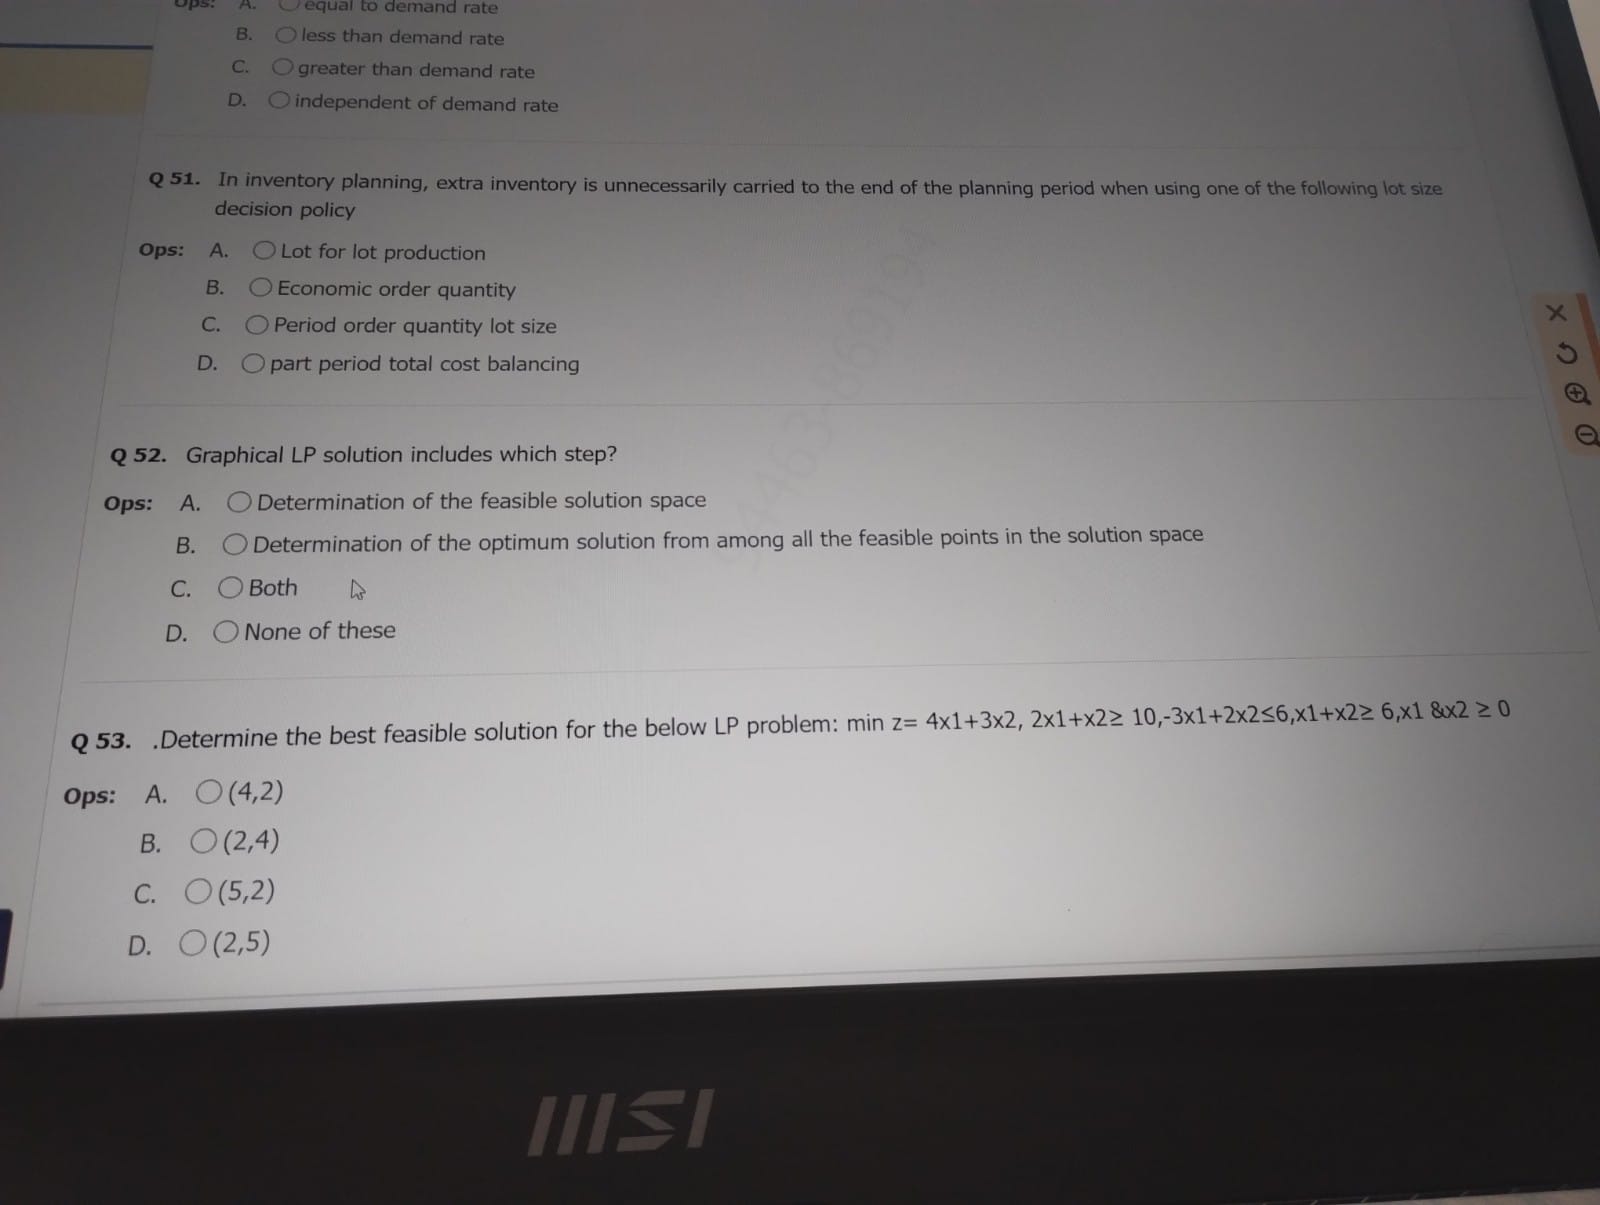 Ops: A. equal to demand rate
B. less than demand rate
C. greater than demand rate
D. independent of demand rate
Q 51. In inventory planning, extra inventory is unnecessarily carried to the end of the planning period when using one of the following lot size
decision policy
Ops: A. Lot for lot production
B. Economic order quantity
C. Period order quantity lot size
D. part period total cost balancing
Q 52. Graphical LP solution includes which step?
Ops: A. Determination of the feasible solution space
B. Determination of the optimum solution from among all the feasible points in the solution space
C. Both
D. None of these
Q 53. .Determine the best feasible solution for the below LP problem: min z= 4x1+3x2, 2x1+x2≥ 10,-3x1+2x2≤6,x1+x2≥ 6,x1 &x2 ≥ 0
Ops: A. (4,2)
B. (2,4)
C. (5,2)
D. (2,5)
msi